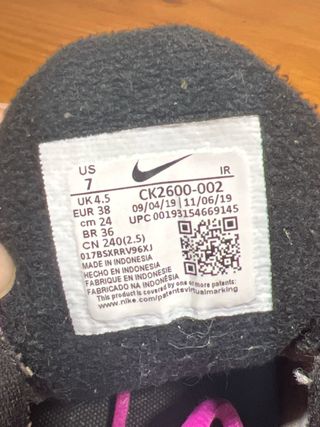 US IR
7 CK2600-002
UK 4.5 09/04/19 | 11/06/19
EUR 38 UPC 00193154669145
cm 24
BR 36
CN 240(2.5)
017BSXRRV96XJ
MADE IN INDONESIA
HECHO EN INDONESIA
FABRIQUE EN INDONESIE
FABRICADO NA INDONÉSIA
This product is covered by one or more patents:
www.nike.com/patentsvirtualmarking